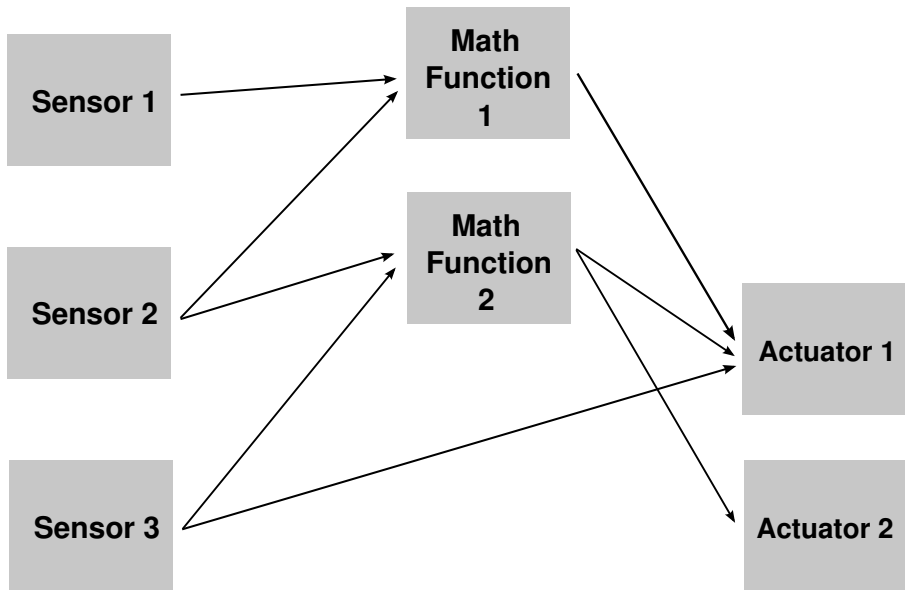 Sensor 1
Math
Function
1
Sensor 2
Math
Function
2
Sensor 3
Actuator 1
Actuator 2